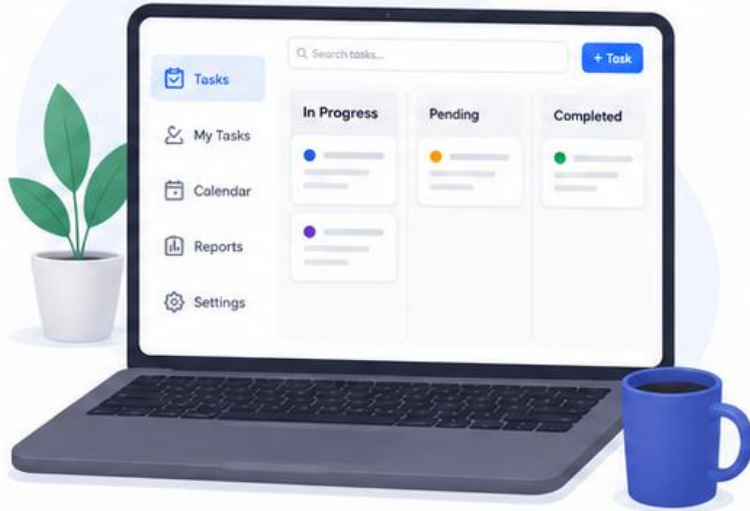 Search tasks...
+ Task
Tasks
My Tasks
Calendar
Reports
Settings
In Progress
Pending
Completed